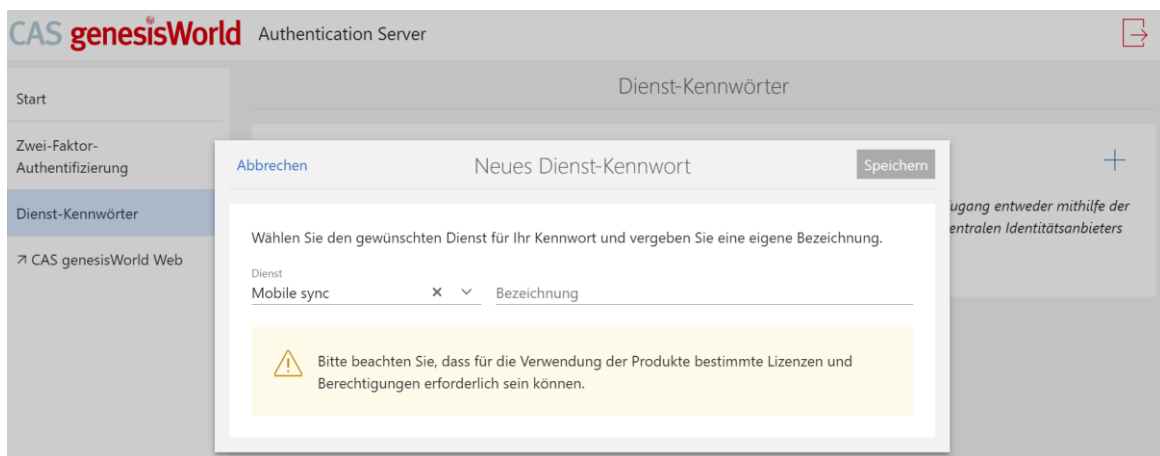 CAS genesisWorld Authentication Server
Start
Zwei-Faktor-
Authentifizierung
Dienst-Kennwörter
CAS genesisWorld Web
Dienst-Kennwörter
entweder mithilfe der
Identitätsanbieters
Abbrechen
Neues Dienst-Kennwort
Speichern
Wählen Sie den gewünschten Dienst für Ihr Kennwort und vergeben Sie eine eigene Bezeichnung.
Dienst
Mobile sync
Bezeichnung
Bitte beachten Sie, dass für die Verwendung der Produkte bestimmte Lizenzen und
Berechtigungen erforderlich sein können.